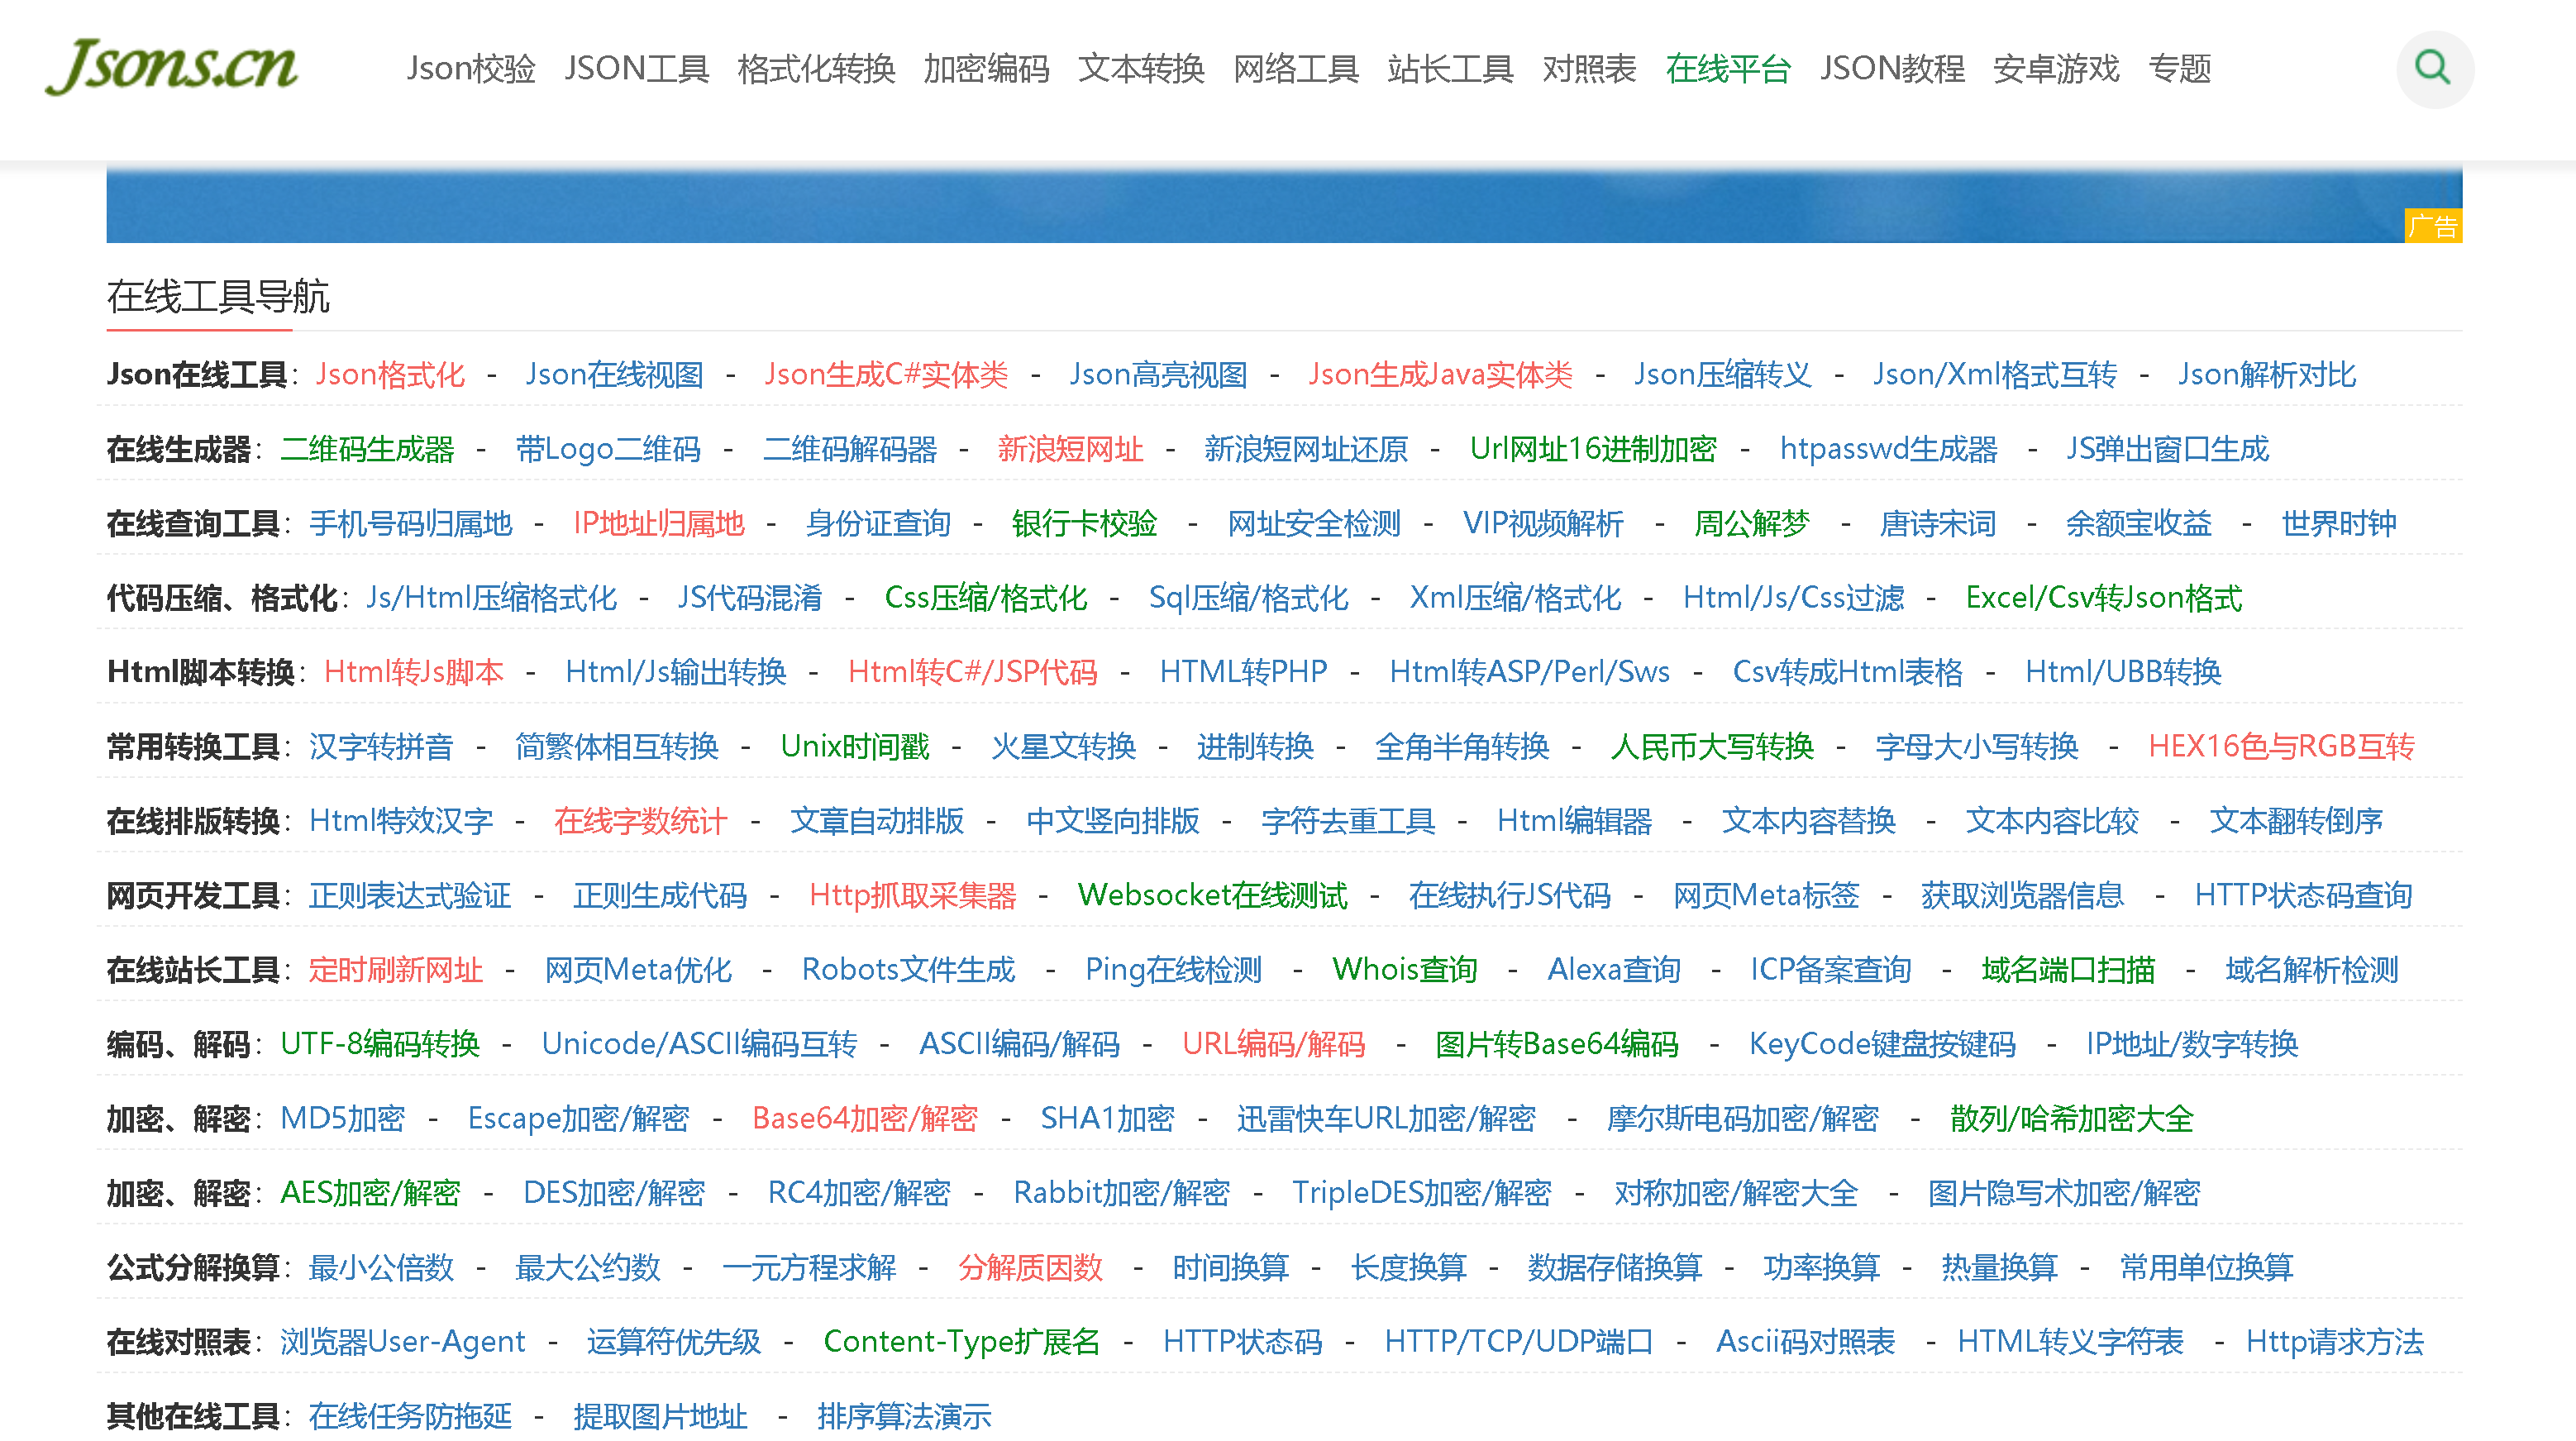 Jsons.cn
Json校验 JSON工具 格式化转换 加密编码 文本转换 网络工具 站长工具 对照表 在线平台 JSON教程 安卓游戏 专题
广告
在线工具导航
Json在线工具：Json格式化 - Json在线视图 - Json生成C#实体类 - Json高亮视图 - Json生成Java实体类 - Json压缩转义 - Json/Xml格式互转 - Json解析对比
在线生成器：二维码生成器 - 带Logo二维码 - 二维码解码器 - 新浪短网址 - 新浪短网址还原 - Url网址16进制加密 - htpasswd生成器 - JS弹出窗口生成
在线查询工具：手机号码归属地 - IP地址归属地 - 身份证查询 - 银行卡校验 - 网址安全检测 - VIP视频解析 - 周公解梦 - 唐诗宋词 - 余额宝收益 - 世界时钟
代码压缩、格式化：Js/Html压缩格式化 - JS代码混淆 - Css压缩/格式化 - Sql压缩/格式化 - Xml压缩/格式化 - Html/Js/Css过滤 - Excel/Csv转Json格式
Html脚本转换：Html转Js脚本 - Html/Js输出转换 - Html转C#/JSP代码 - HTML转PHP - Html转ASP/Perl/Sws - Csv转成Html表格 - Html/UBB转换
常用转换工具：汉字转拼音 - 简繁体相互转换 - Unix时间戳 - 火星文转换 - 进制转换 - 全角半角转换 - 人民币大写转换 - 字母大小写转换 - HEX16色与RGB互转
在线排版转换：Html特效汉字 - 在线字数统计 - 文章自动排版 - 中文竖向排版 - 字符去重工具 - Html编辑器 - 文本内容替换 - 文本内容比较 - 文本翻转倒序
网页开发工具：正则表达式验证 - 正则生成代码 - Http抓取采集器 - Websocket在线测试 - 在线执行JS代码 - 网页Meta标签 - 获取浏览器信息 - HTTP状态码查询
在线站长工具：定时刷新网址 - 网页Meta优化 - Robots文件生成 - Ping在线检测 - Whois查询 - Alexa查询 - ICP备案查询 - 域名端口扫描 - 域名解析检测
编码、解码：UTF-8编码转换 - Unicode/ASCII编码互转 - ASCII编码/解码 - URL编码/解码 - 图片转Base64编码 - KeyCode键盘按键码 - IP地址/数字转换
加密、解密：MD5加密 - Escape加密/解密 - Base64加密/解密 - SHA1加密 - 迅雷快车URL加密/解密 - 摩尔斯电码加密/解密 - 散列/哈希加密大全
加密、解密：AES加密/解密 - DES加密/解密 - RC4加密/解密 - Rabbit加密/解密 - TripleDES加密/解密 - 对称加密/解密大全 - 图片隐写术加密/解密
公式分解换算：最小公倍数 - 最大公约数 - 一元方程求解 - 分解质因数 - 时间换算 - 长度换算 - 数据存储换算 - 功率换算 - 热量换算 - 常用单位换算
在线对照表：浏览器User-Agent - 运算符优先级 - Content-Type扩展名 - HTTP状态码 - HTTP/TCP/UDP端口 - Ascii码对照表 - HTML转义字符表 - Http请求方法
其他在线工具：在线任务防拖延 - 提取图片地址 - 排序算法演示